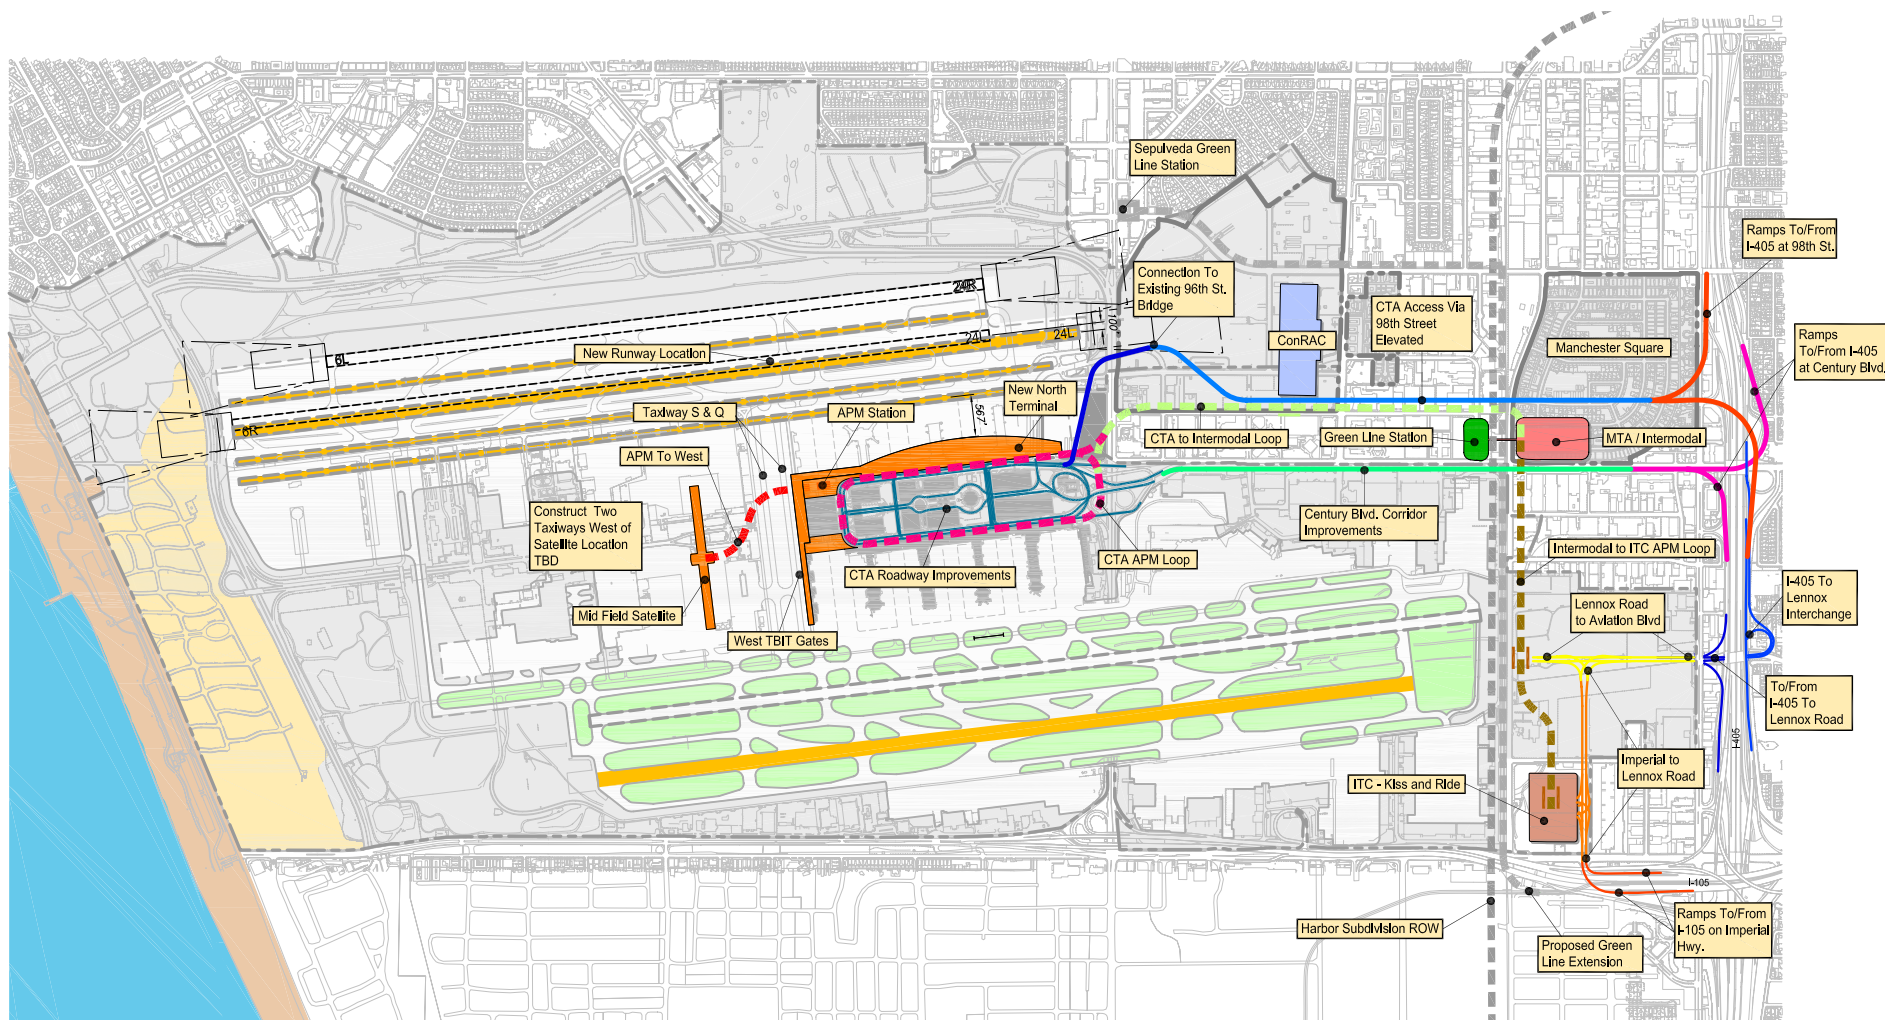 Sepulveda Green
Line Station
Ramps To/From
I-405 at 98th St.
Connection To
Existing 96th St.
Bridge
24R
6L
100'
CTA Access Via
98th Street
Elevated
ConRAC
Manchester Square
Ramps
To/From I-405
at Century Blvd.
New Runway Location
24L
24L
6R
New North
Terminal
567'
Taxiway S & Q
APM Station
APM To West
CTA to Intermodal Loop
Green Line Station
MTA / Intermodal
Construct Two
Taxiways West of
Satellite Location
TBD
Century Blvd. Corridor
Improvements
CTA APM Loop
CTA Roadway Improvements
Intermodal to ITC APM Loop
Mid Field Satellite
West TBIT Gates
I-405 To
Lennox
Interchange
Lennox Road
to Aviation Blvd
To/From
I-405 To
Lennox Road
I-405
Imperial to
Lennox Road
ITC - Kiss and Ride
I-105
Ramps To/From
I-105 on Imperial
Hwy.
Harbor Subdivision ROW
Proposed Green
Line Extension